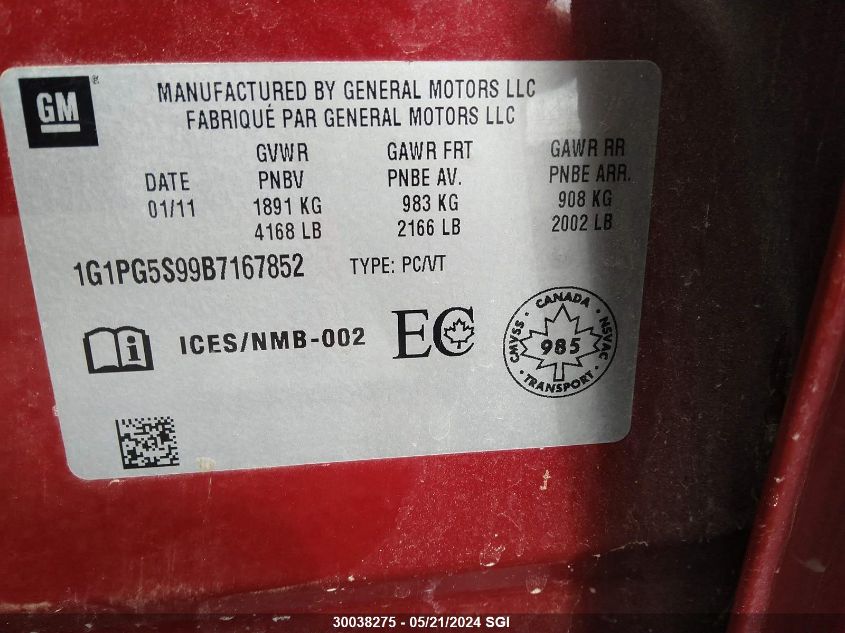 GM
MANUFACTURED BY GENERAL MOTORS LLC
FABRIQUÉ PAR GENERAL MOTORS LLC
GVWR GAWR FRT GAWR RR
DATE PNBV PNBE AV. PNBE ARR.
01/11 1891 KG 983 KG 908 KG
4168 LB 2166 LB 2002 LB
1G1PG5S99B7167852 TYPE: PC/VT
i ICES/NMB-002 EC
CANADA
CMVSS 985 NSVAC
TRANSPORT
30038275 - 05/21/2024 SGI